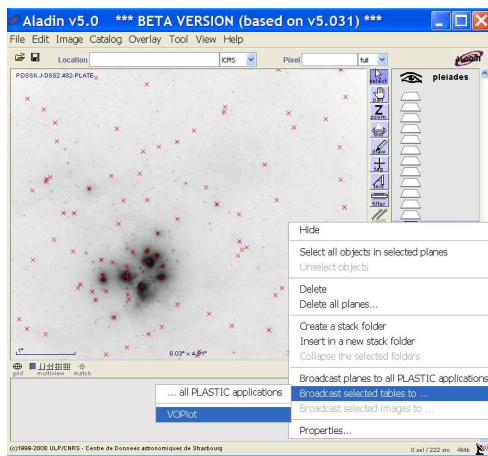 Aladin v5.0 *** BETA VERSION (based on v5.031) ***
File Edit Image Catalog Overlay Tool View Help
Location ICRS Pixel full
PDSSII.J-DSS2.482-PLATE
select
pan
Z
zoom
dist
draw
tag
text
filter
pleiades
1°
6.03° x 4.91°
grid multiview match
Hide
Select all objects in selected planes
Unselect objects
Delete
Delete all planes...
Create a stack folder
Insert in a new stack folder
Collapse the selected folders
Broadcast planes to all PLASTIC applications
Broadcast selected tables to ...
Broadcast selected images to ...
Properties...
... all PLASTIC applications
VOPlot
(c)1999-2008 ULP/CNRS - Centre de Donnees astronomiques de Strasbourg
0 sel / 222 src 4Mb